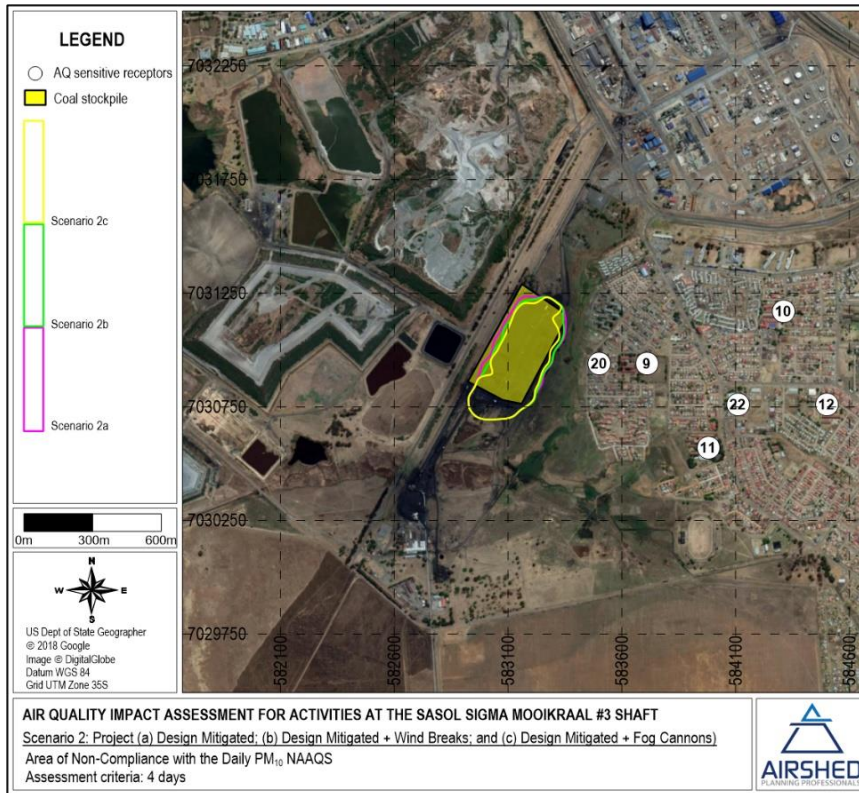 LEGEND
AQ sensitive receptors
Coal stockpile
Scenario 2c
Scenario 2b
Scenario 2a
0m 300m 600m
N
W E
S
US Dept of State Geographer
© 2018 Google
Image © DigitalGlobe
Datum WGS 84
Grid UTM Zone 35S
7032250
7031750
7031250
7030750
7030250
7029750
582100
582600
583100
583600
584100
584600
10
20
9
22
12
11
AIR QUALITY IMPACT ASSESSMENT FOR ACTIVITIES AT THE SASOL SIGMA MOOIKRAAL #3 SHAFT
Scenario 2: Project (a) Design Mitigated; (b) Design Mitigated + Wind Breaks; and (c) Design Mitigated + Fog Cannons)
Area of Non-Compliance with the Daily PM₁₀ NAAQS
Assessment criteria: 4 days
AIRSHED
PLANNING PROFESSIONALS